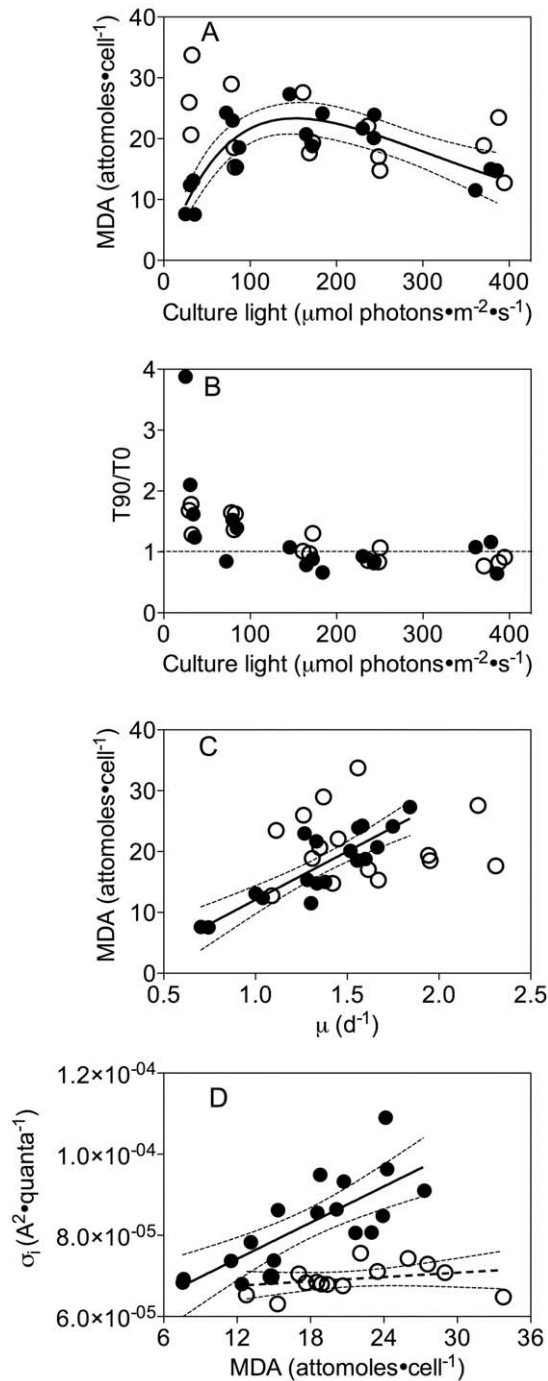 A
40
30
20
10
0
MDA (attomoles•cell⁻¹)
0 100 200 300 400
Culture light (μmol photons•m⁻²•s⁻¹)
B
4
3
2
1
0
T90/T0
0 100 200 300 400
Culture light (μmol photons•m⁻²•s⁻¹)
C
40
30
20
10
0
MDA (attomoles•cell⁻¹)
0.5 1.0 1.5 2.0 2.5
μ (d⁻¹)
D
1.2×10⁻⁰⁴
1.0×10⁻⁰⁴
8.0×10⁻⁰⁵
6.0×10⁻⁰⁵
σᵢ (A²•quanta⁻¹)
6 12 18 24 30 36
MDA (attomoles•cell⁻¹)